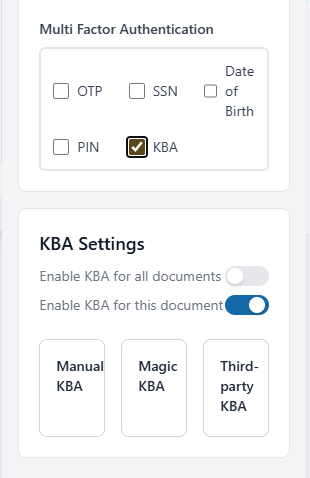 Multi Factor Authentication
OTP
SSN
Date
of
Birth
PIN
KBA
KBA Settings
Enable KBA for all documents
Enable KBA for this document
Manual
KBA
Magic
KBA
Third-
party
KBA